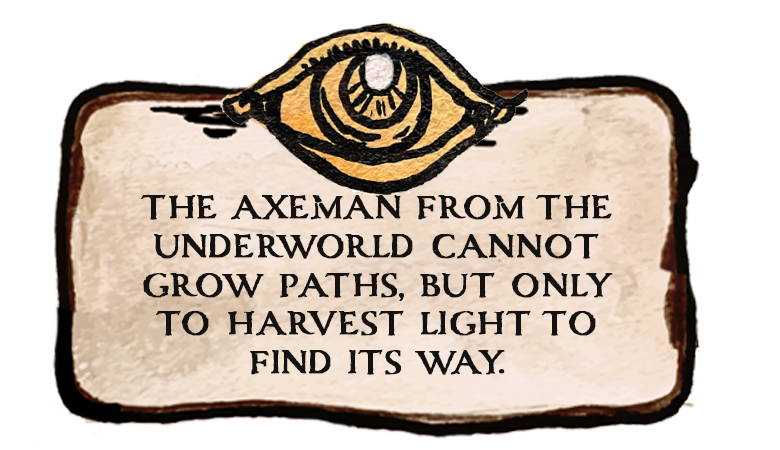 THE AXEMAN FROM THE
UNDERWORLD CANNOT
GROW PATHS, BUT ONLY
TO HARVEST LIGHT TO
FIND ITS WAY.